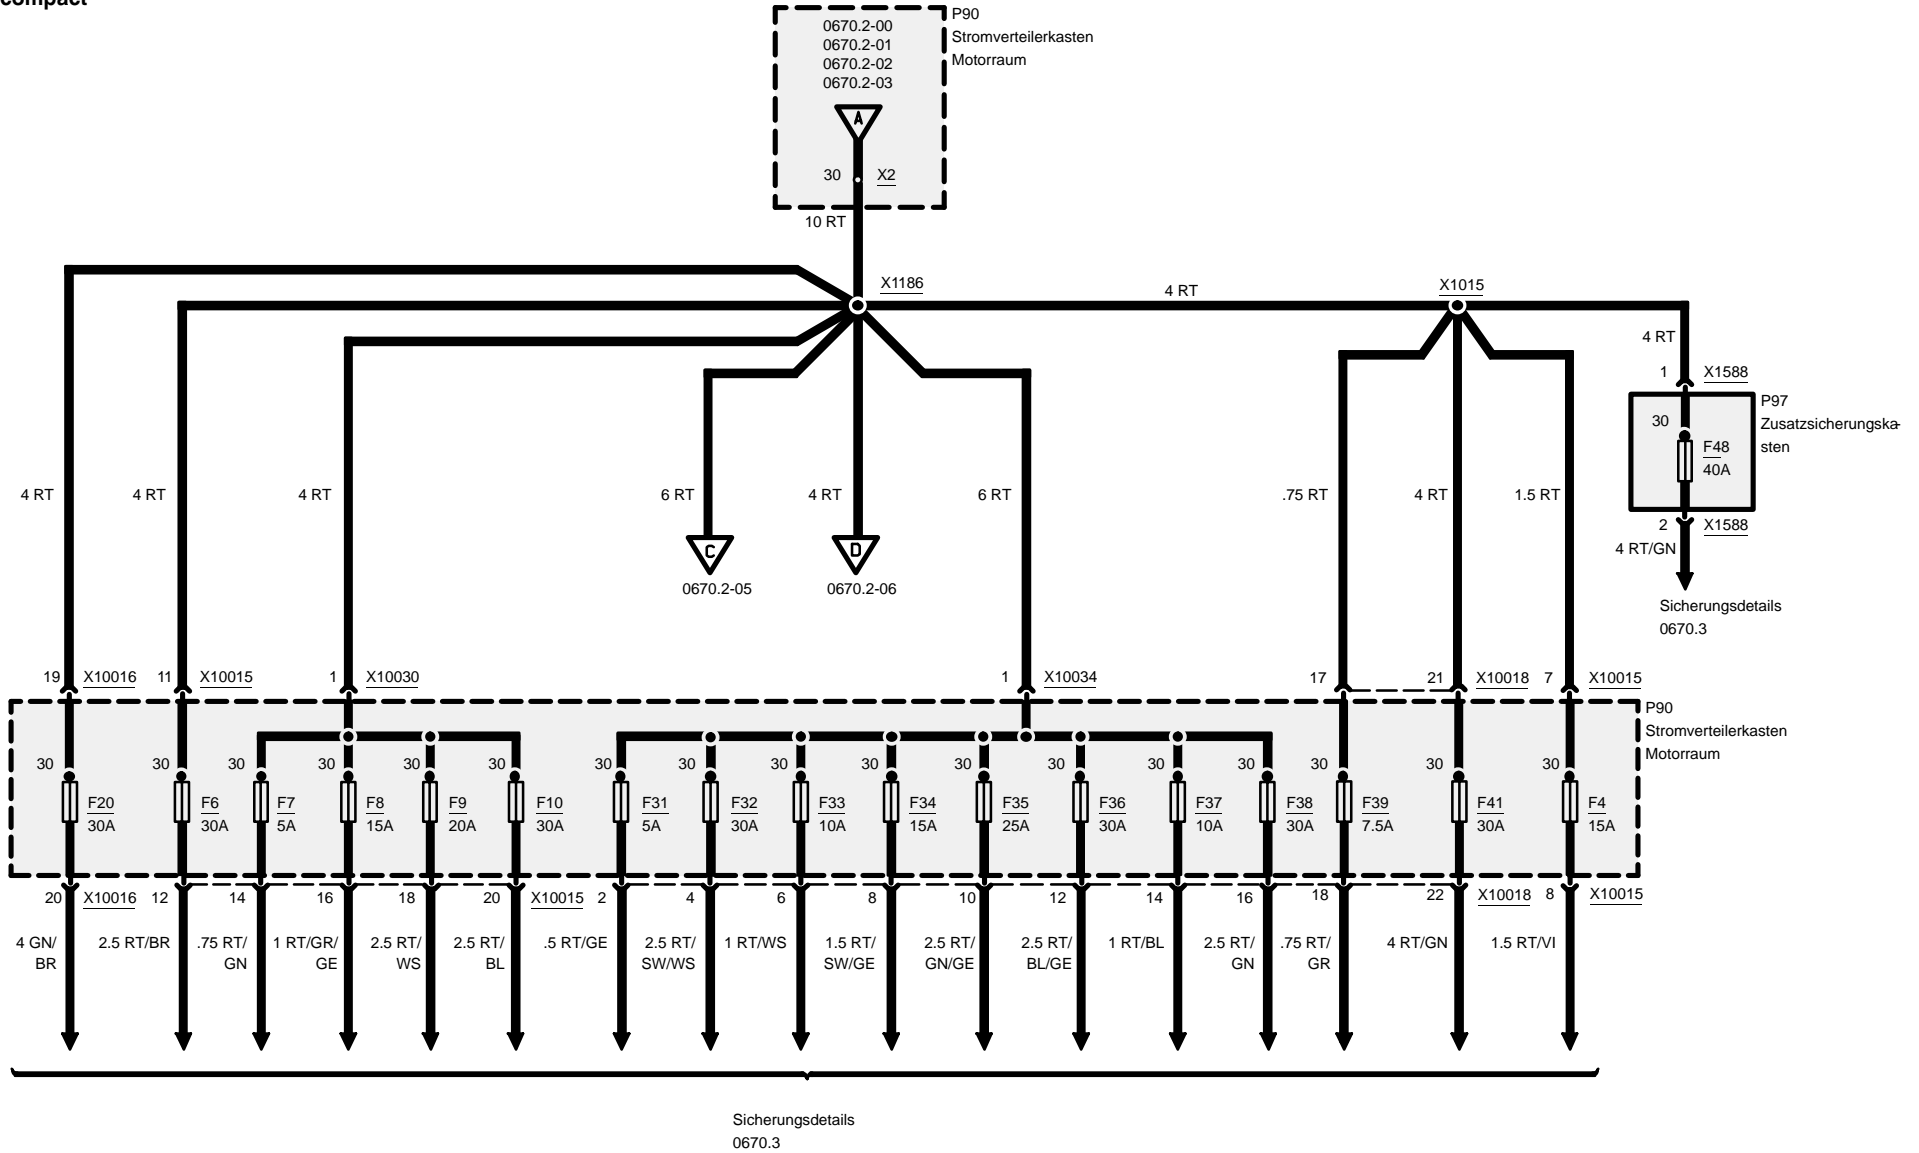 compact
P90
Stromverteilerkasten
Motorraum
0670.2-00
0670.2-01
0670.2-02
0670.2-03
A
30 X2
10 RT
X1186
4 RT
X1015
4 RT
1 X1588
P97
Zusatzsicherungska-
sten
30
F48
40A
4 RT 4 RT 4 RT 6 RT 4 RT 6 RT .75 RT 4 RT 1.5 RT
2 X1588
4 RT/GN
C D
0670.2-05 0670.2-06
Sicherungsdetails
0670.3
19 X10016 11 X10015 1 X10030 1 X10034 17 21 X10018 7 X10015
P90
Stromverteilerkasten
Motorraum
30 30 30 30 30 30 30 30 30 30 30 30 30 30 30 30 30
F20 F6 F7 F8 F9 F10 F31 F32 F33 F34 F35 F36 F37 F38 F39 F41 F4
30A 30A 5A 15A 20A 30A 5A 30A 10A 15A 25A 30A 10A 30A 7.5A 30A 15A
20 X10016 12 14 16 18 20 X10015 2 4 6 8 10 12 14 16 18 22 X10018 8 X10015
4 GN/ 2.5 RT/BR .75 RT/ 1 RT/GR/ 2.5 RT/ 2.5 RT/ .5 RT/GE 2.5 RT/ 1 RT/WS 1.5 RT/ 2.5 RT/ 2.5 RT/ 1 RT/BL 2.5 RT/ .75 RT/ 4 RT/GN 1.5 RT/VI
BR GN GE WS BL SW/WS SW/GE GN/GE BL/GE GN GR
Sicherungsdetails
0670.3